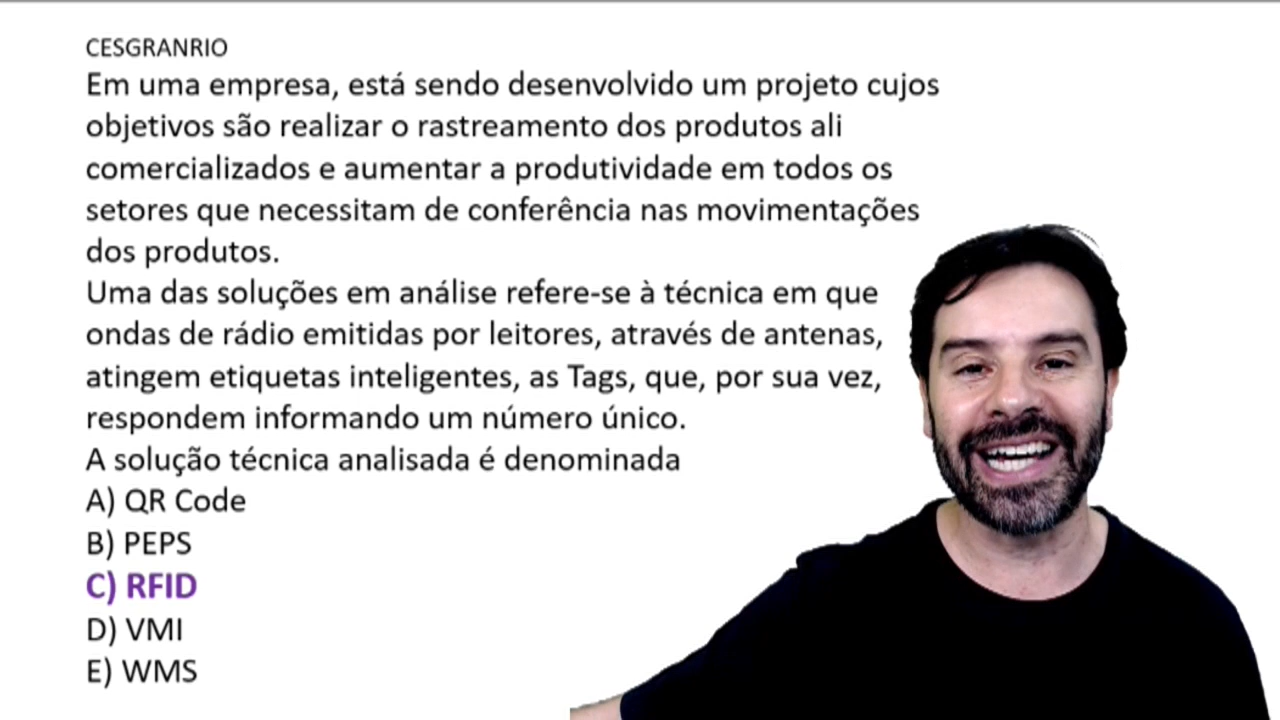 CESGRANRIO
Em uma empresa, está sendo desenvolvido um projeto cujos
objetivos são realizar o rastreamento dos produtos ali
comercializados e aumentar a produtividade em todos os
setores que necessitam de conferência nas movimentações
dos produtos.
Uma das soluções em análise refere-se à técnica em que
ondas de rádio emitidas por leitores, através de antenas,
atingem etiquetas inteligentes, as Tags, que, por sua vez,
respondem informando um número único.
A solução técnica analisada é denominada
A) QR Code
B) PEPS
C) RFID
D) VMI
E) WMS